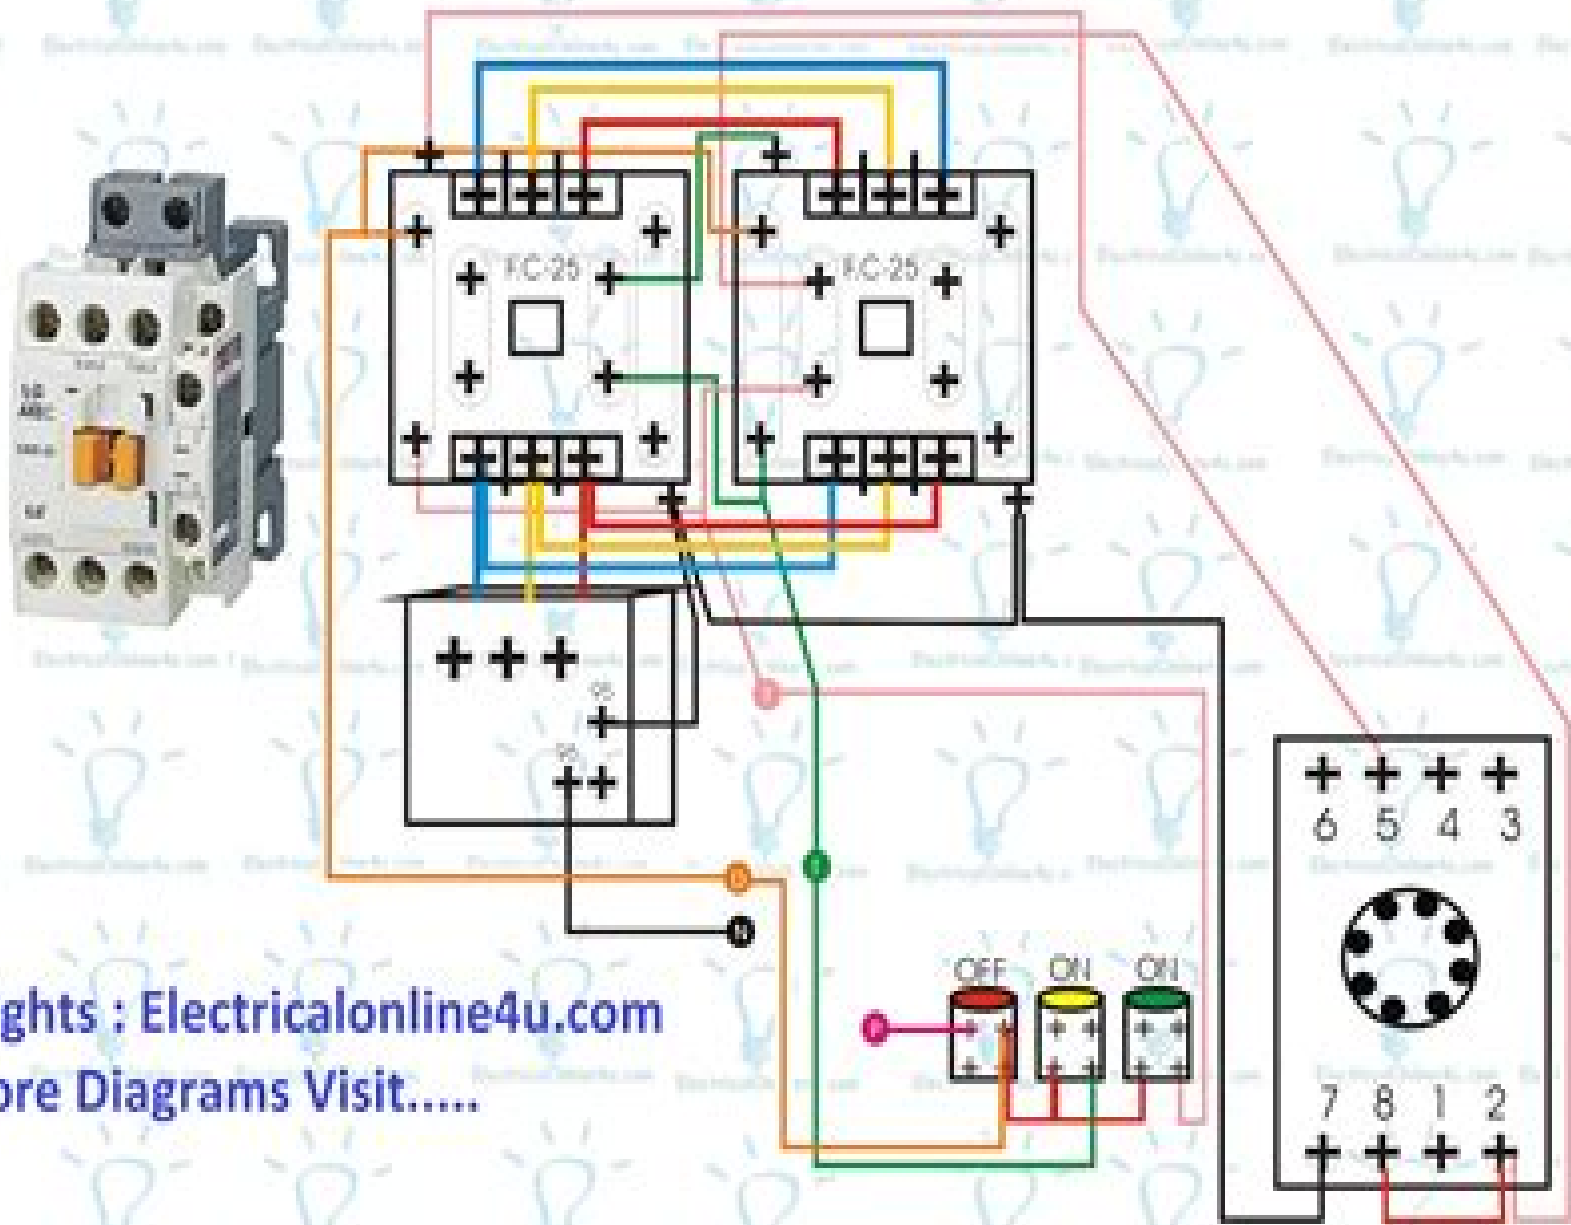 F.C-25
F.C-25
95
6 5 4 3
N
OFF ON ON
P
7 8 1 2
ghts : Electricalonline4u.com
ore Diagrams Visit.....